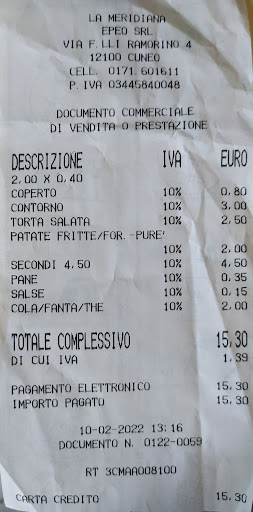 LA MERIDIANA
EPEO SRL
VIA F.LLI RAMORINO 4
12100 CUNEO
CELL. 0171.601611
P.IVA 03445840048
DOCUMENTO COMMERCIALE
DI VENDITA O PRESTAZIONE
DESCRIZIONE IVA EURO
2,00 X 0,40
COPERTO 10% 0,80
CONTORNO 10% 3,00
TORTA SALATA 10% 2,50
PATATE FRITTE/FOR.-PURE'
10% 2,00
SECONDI 4,50 10% 4,50
PANE 10% 0,35
SALSE 10% 0,15
COLA/FANTA/THE 10% 2,00
TOTALE COMPLESSIVO 15,30
DI CUI IVA 1,39
PAGAMENTO ELETTRONICO 15,30
IMPORTO PAGATO 15,30
10-02-2022 13:16
DOCUMENTO N. 0122-0059
RT 3CMAA008100
CARTA CREDITO 15,30